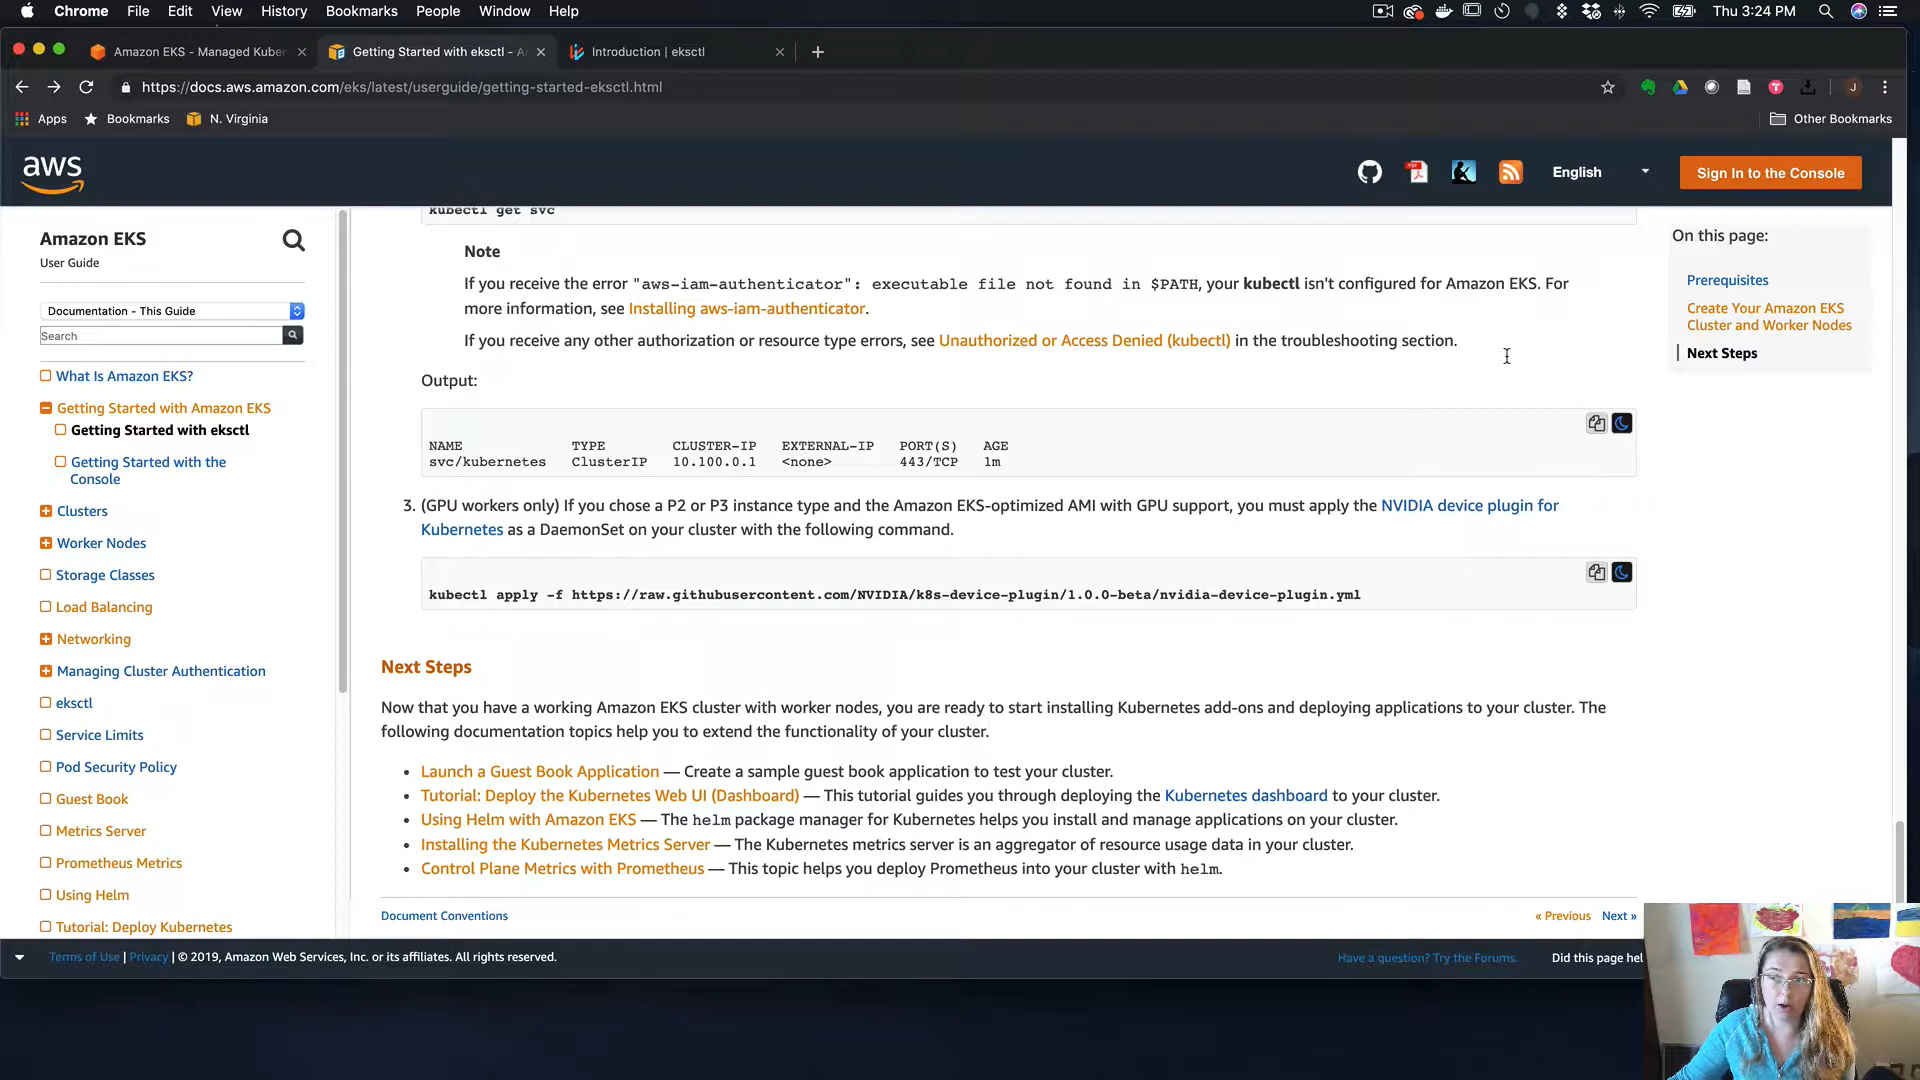 Chrome File Edit View History Bookmarks People Window Help Thu 3:24 PM
Amazon EKS - Managed Kuber Getting Started with eksctl - A Introduction | eksctl
https://docs.aws.amazon.com/eks/latest/userguide/getting-started-eksctl.html J
Apps Bookmarks N. Virginia Other Bookmarks
aws English Sign In to the Console
Amazon EKS
User Guide
Documentation - This Guide
Search
What Is Amazon EKS?
Getting Started with Amazon EKS
Getting Started with eksctl
Getting Started with the
Console
Clusters
Worker Nodes
Storage Classes
Load Balancing
Networking
Managing Cluster Authentication
eksctl
Service Limits
Pod Security Policy
Guest Book
Metrics Server
Prometheus Metrics
Using Helm
Tutorial: Deploy Kubernetes
kubectl get svc
Note
If you receive the error "aws-iam-authenticator": executable file not found in $PATH, your kubectl isn't configured for Amazon EKS. For
more information, see Installing aws-iam-authenticator.
If you receive any other authorization or resource type errors, see Unauthorized or Access Denied (kubectl) in the troubleshooting section.
Output:
NAME TYPE CLUSTER-IP EXTERNAL-IP PORT(S) AGE
svc/kubernetes ClusterIP 10.100.0.1 <none> 443/TCP 1m
3. (GPU workers only) If you chose a P2 or P3 instance type and the Amazon EKS-optimized AMI with GPU support, you must apply the NVIDIA device plugin for
Kubernetes as a DaemonSet on your cluster with the following command.
kubectl apply -f https://raw.githubusercontent.com/NVIDIA/k8s-device-plugin/1.0.0-beta/nvidia-device-plugin.yml
Next Steps
Now that you have a working Amazon EKS cluster with worker nodes, you are ready to start installing Kubernetes add-ons and deploying applications to your cluster. The
following documentation topics help you to extend the functionality of your cluster.
• Launch a Guest Book Application — Create a sample guest book application to test your cluster.
• Tutorial: Deploy the Kubernetes Web UI (Dashboard) — This tutorial guides you through deploying the Kubernetes dashboard to your cluster.
• Using Helm with Amazon EKS — The helm package manager for Kubernetes helps you install and manage applications on your cluster.
• Installing the Kubernetes Metrics Server — The Kubernetes metrics server is an aggregator of resource usage data in your cluster.
• Control Plane Metrics with Prometheus — This topic helps you deploy Prometheus into your cluster with helm.
Document Conventions « Previous Next »
On this page:
Prerequisites
Create Your Amazon EKS
Cluster and Worker Nodes
Next Steps
Terms of Use | Privacy | © 2019, Amazon Web Services, Inc. or its affiliates. All rights reserved. Have a question? Try the Forums. Did this page hel